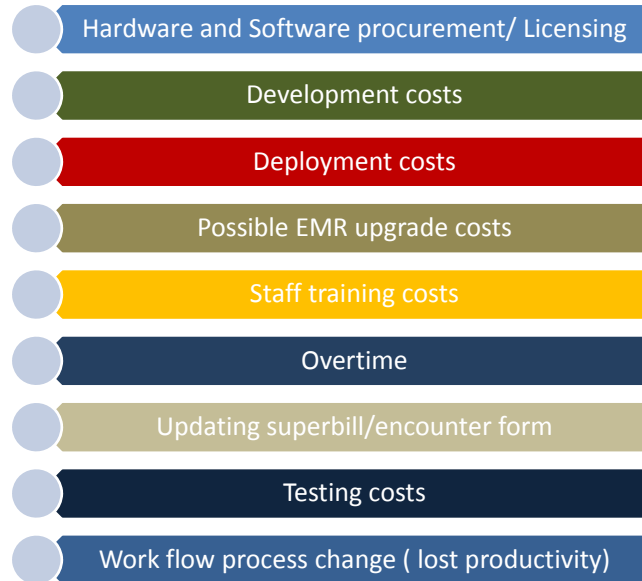 Hardware and Software procurement/ Licensing
Development costs
Deployment costs
Possible EMR upgrade costs
Staff training costs
Overtime
Updating superbill/encounter form
Testing costs
Work flow process change ( lost productivity)